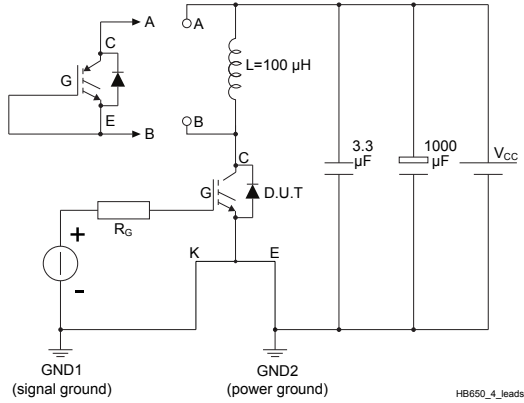 A
A
C
G
E
B
L=100 µH
B
C
G
D.U.T
3.3
µF
1000
µF
VCC
RG
+
-
K
E
GND1
(signal ground)
GND2
(power ground)
HB650_4_leads